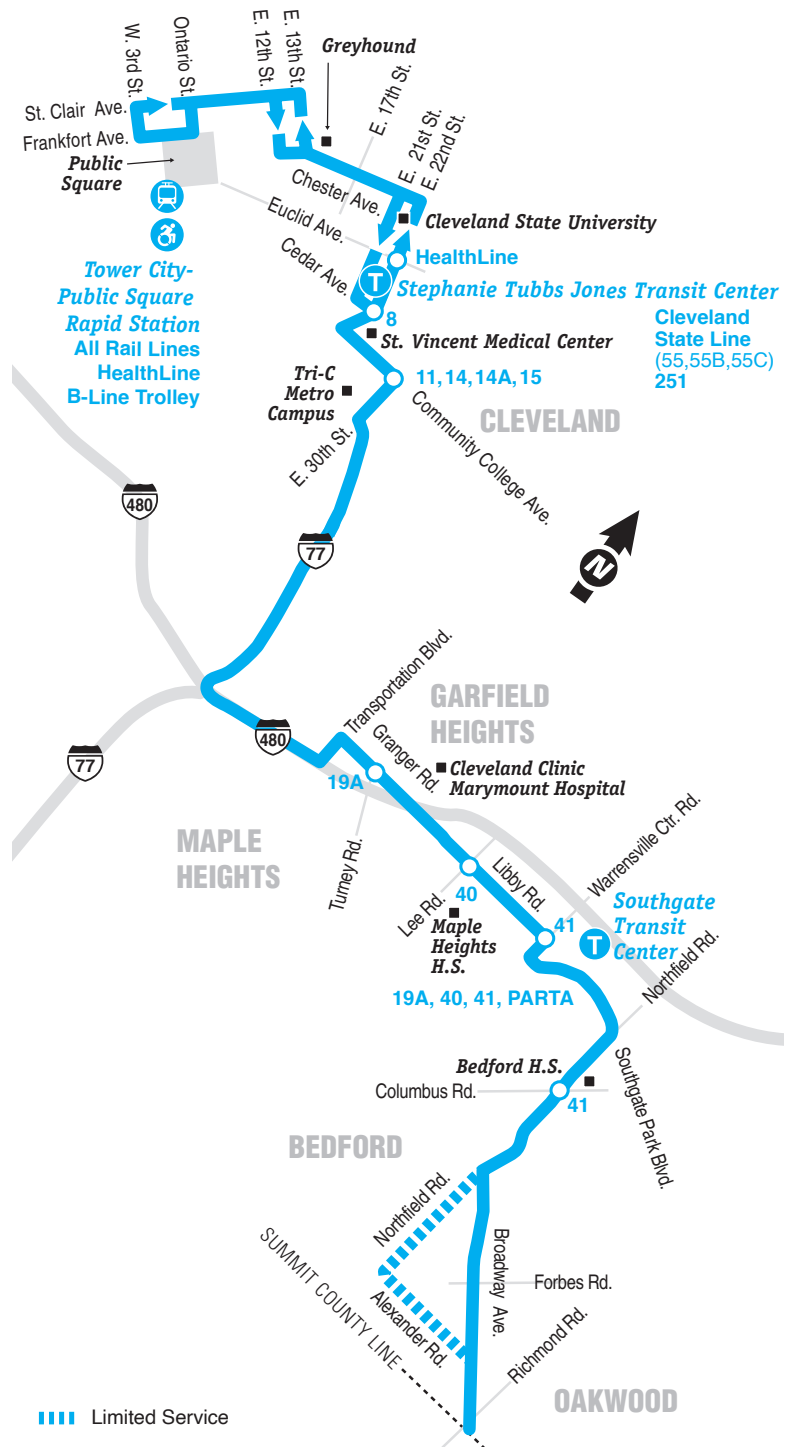 W. 3rd St.
Ontario St.
E. 12th St.
E. 13th St.
Greyhound
E. 17th St.
E. 21st St.
E. 22nd St.
St. Clair Ave.
Frankfort Ave.
Public
Square
Chester Ave.
Euclid Ave.
Cedar Ave.
Cleveland State University
HealthLine
T
Stephanie Tubbs Jones Transit Center
8
Tower City-
Public Square
Rapid Station
All Rail Lines
HealthLine
B-Line Trolley
St. Vincent Medical Center
Cleveland
State Line
(55,55B,55C)
251
Tri-C
Metro
Campus
11, 14, 14A, 15
CLEVELAND
Community College Ave.
E. 30th St.
480
77
N
Transportation Blvd.
GARFIELD
HEIGHTS
480
77
Granger Rd.
19A
Cleveland Clinic
Marymount Hospital
MAPLE
HEIGHTS
Turney Rd.
Warrensville Ctr. Rd.
Libby Rd.
40
Lee Rd.
Maple
Heights
H.S.
41
T
Southgate
Transit
Center
Northfield Rd.
19A, 40, 41, PARTA
Bedford H.S.
Columbus Rd.
41
Southgate Park Blvd.
BEDFORD
Northfield Rd.
SUMMIT COUNTY LINE
Alexander Rd.
Broadway Ave.
Forbes Rd.
Richmond Rd.
OAKWOOD
Limited Service